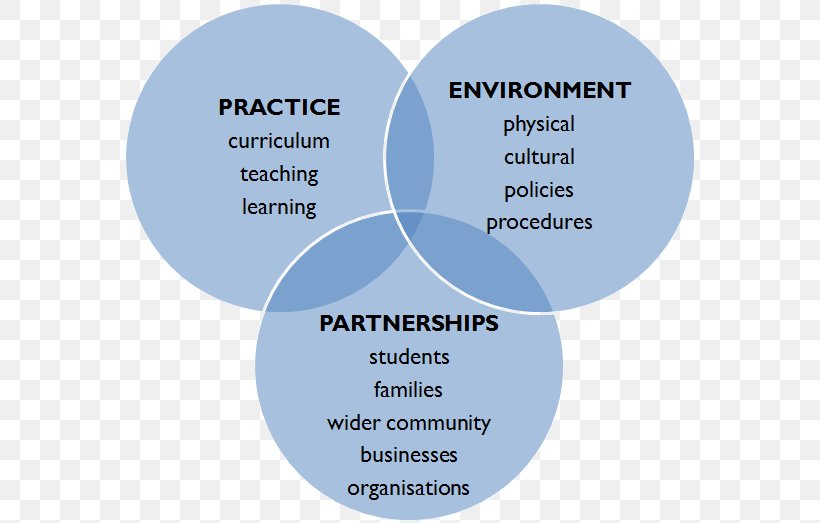 PRACTICE
curriculum
teaching
learning
ENVIRONMENT
physical
cultural
policies
procedures
PARTNERSHIPS
students
families
wider community
businesses
organisations